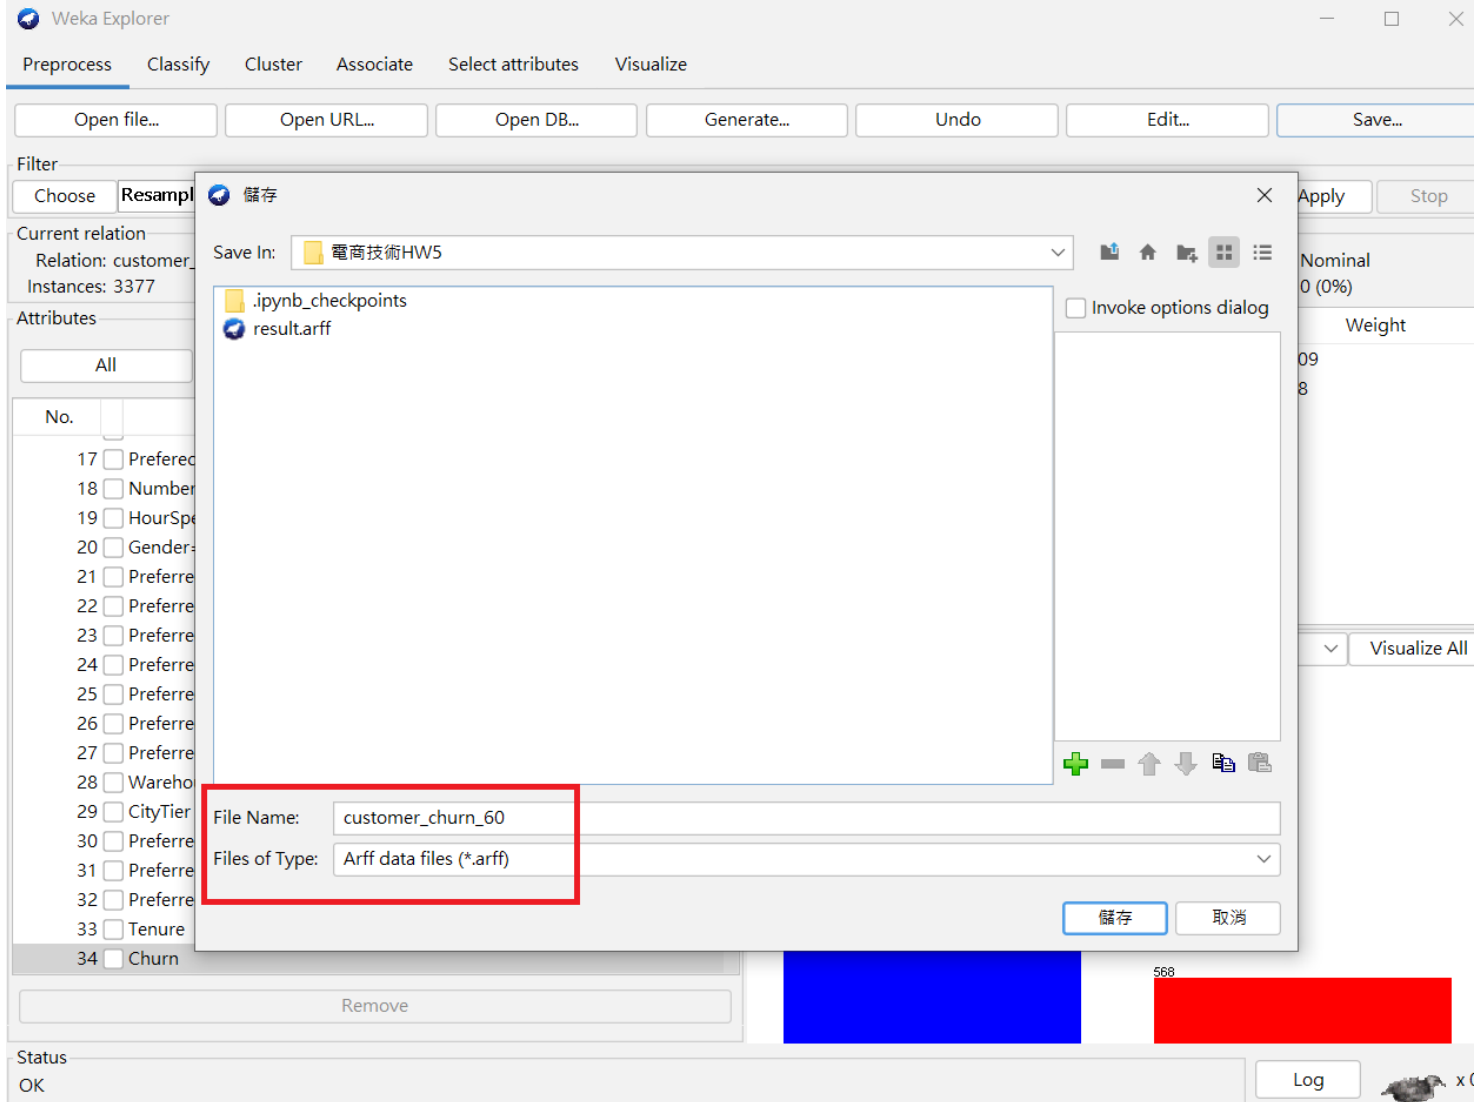 Weka Explorer
Preprocess Classify Cluster Associate Select attributes Visualize
Open file... Open URL... Open DB... Generate... Undo Edit... Save...
Filter
Choose Resampl Apply Stop
儲存
Current relation
Relation: customer_ Nominal
Instances: 3377 0 (0%)
Save In: 電商技術HW5
.ipynb_checkpoints
result.arff
Invoke options dialog
Attributes
Weight
All
09
8
No.
17 Preferec
18 Number
19 HourSpe
20 Gender=
21 Preferre
22 Preferre
23 Preferre
24 Preferre
25 Preferre
26 Preferre
27 Preferre
28 Wareho
29 CityTier
30 Preferre
31 Preferre
32 Preferre
33 Tenure
34 Churn
Visualize All
File Name: customer_churn_60
Files of Type: Arff data files (*.arff)
儲存 取消
568
Remove
Status
OK
Log x 0